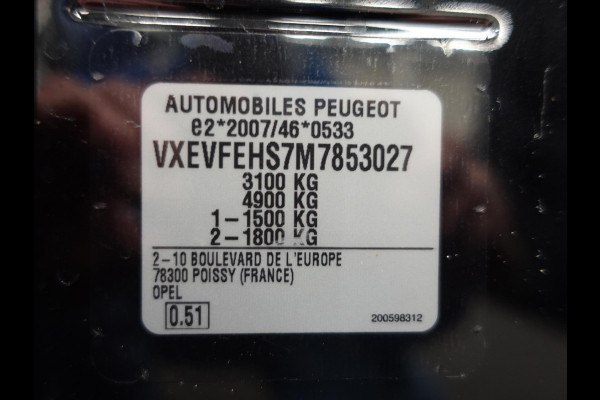 AUTOMOBILES PEUGEOT
e2*2007/46*0533
VXEVFEHS7M7853027
3100 KG
4900 KG
1-1500 KG
2-1800 KG
2-10 BOULEVARD DE L'EUROPE
78300 POISSY (FRANCE)
OPEL
0.51
200598312